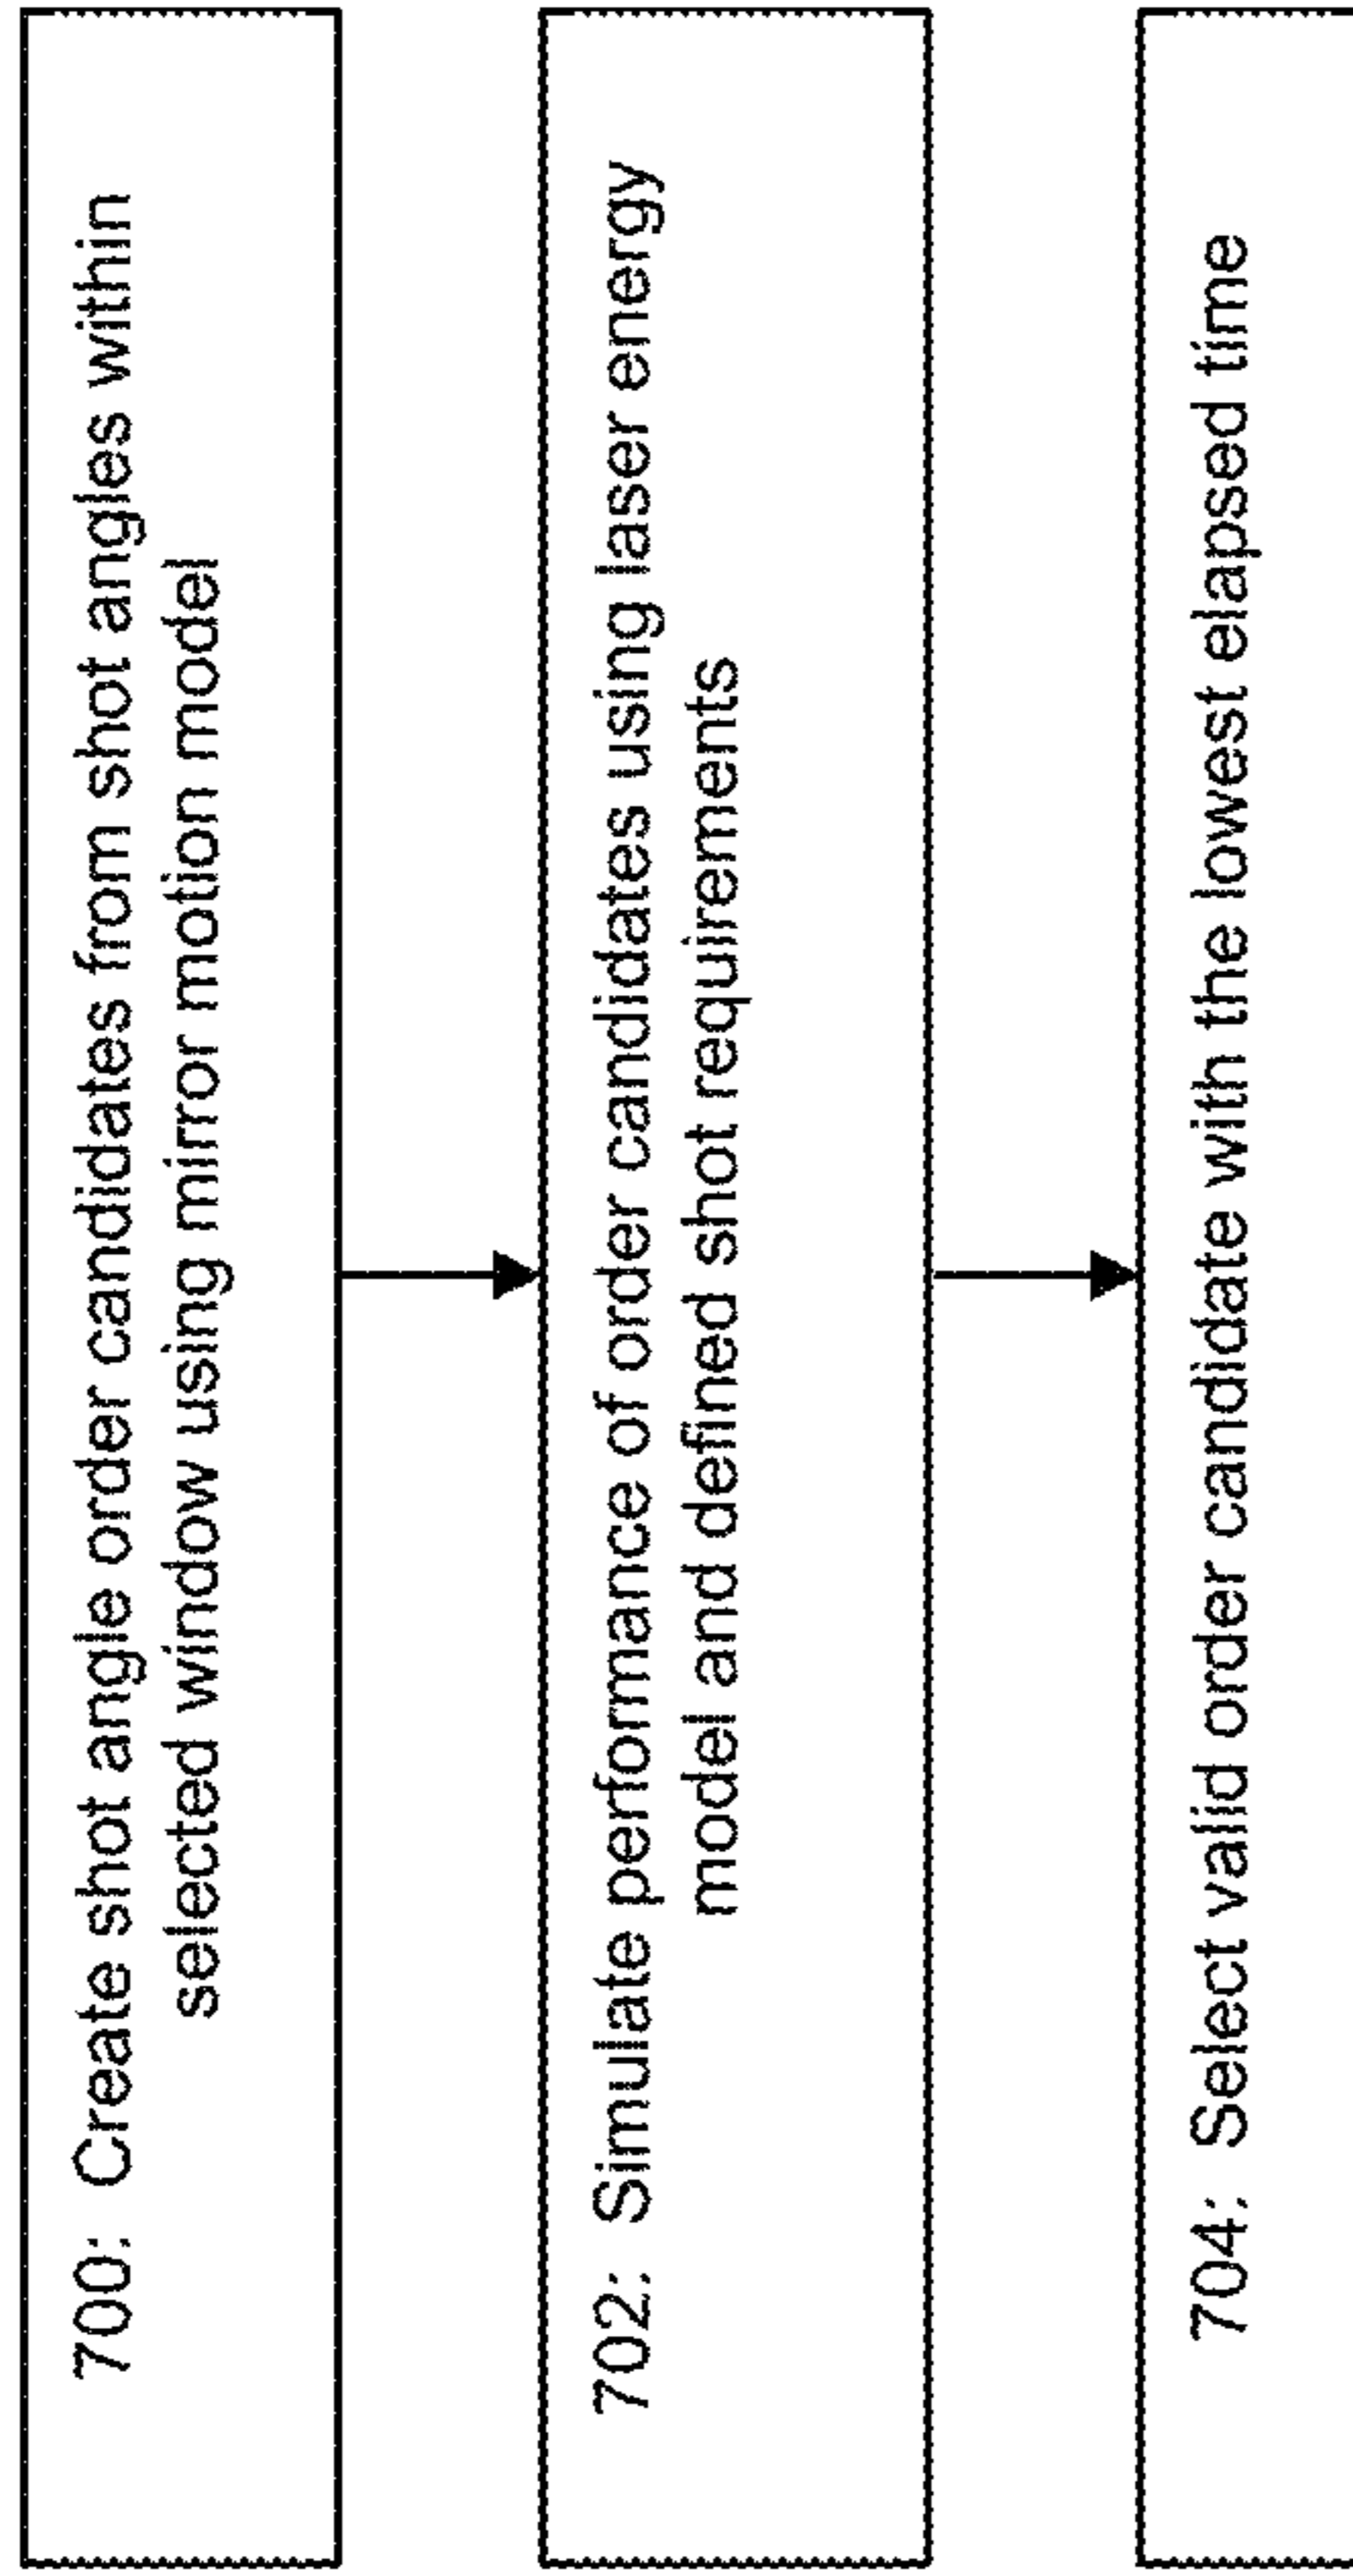 700: Create shot angle order candidates from shot angles within
selected window using mirror motion model
702: Simulate performance of order candidates using laser energy
model and defined shot requirements
704: Select valid order candidate with the lowest elapsed time